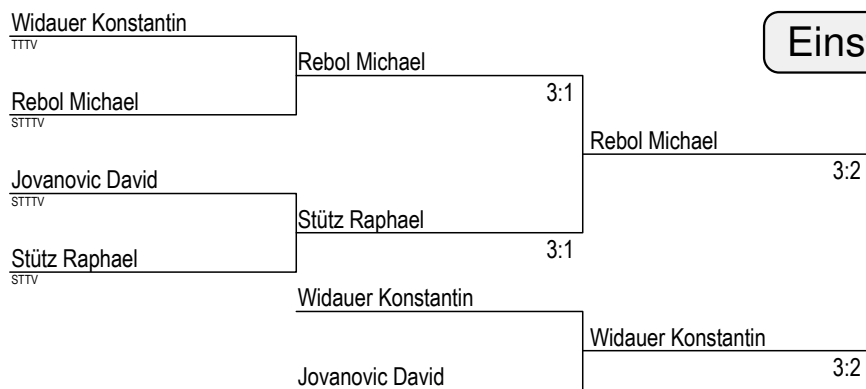 Widauer Konstantin
TTTV
Rebol Michael
3:1
Rebol Michael
STTTV
Rebol Michael
3:2
Jovanovic David
STTTV
Stütz Raphael
3:1
Stütz Raphael
STTV
Widauer Konstantin
Widauer Konstantin
3:2
Jovanovic David
Eins